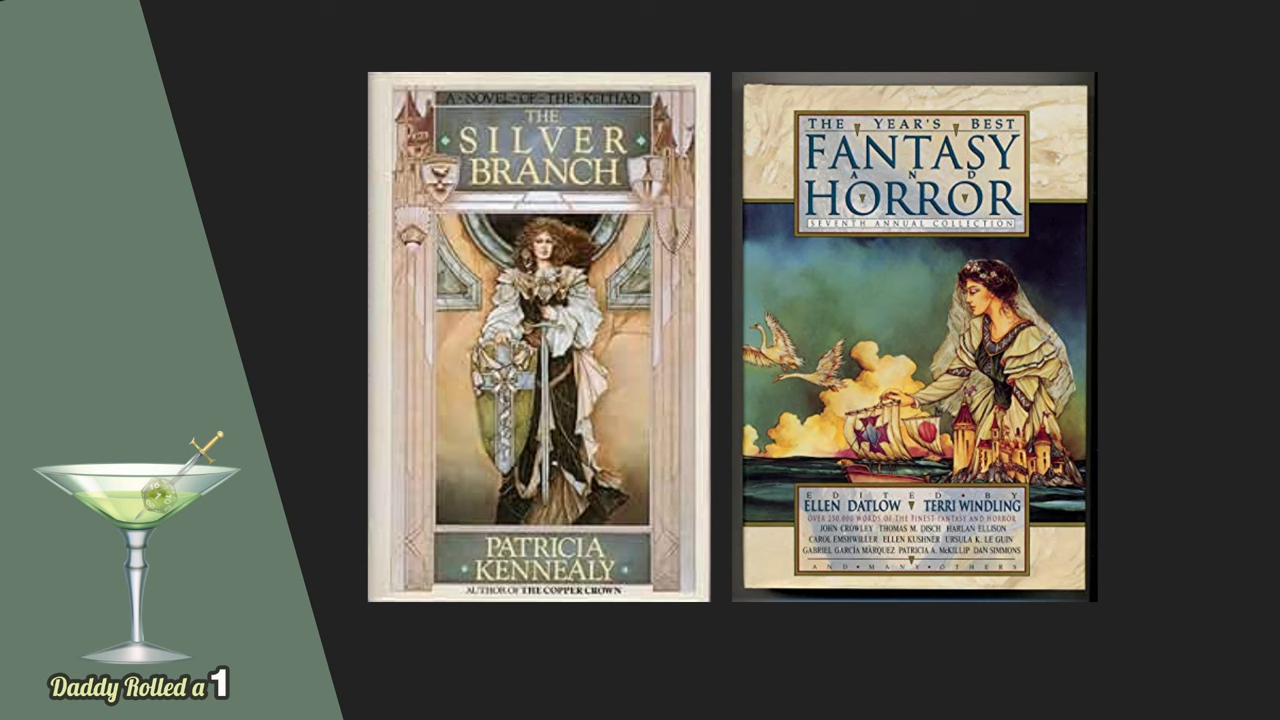 A • NOVEL • OF • THE • KELTIAD
THE
SILVER
BRANCH
PATRICIA
KENNEALY
AUTHOR OF THE COPPER CROWN
THE YEAR'S BEST
FANTASY
AND
HORROR
SEVENTH ANNUAL COLLECTION
EDITED • BY
ELLEN DATLOW TERRI WINDLING
OVER 250,000 WORDS OF THE FINEST FANTASY AND HORROR
JOHN CROWLEY THOMAS M. DISCH HARLAN ELLISON
CAROL EMSHWILLER ELLEN KUSHNER URSULA K. LE GUIN
GABRIEL GARCÍA MÁRQUEZ PATRICIA A. McKILLIP DAN SIMMONS
AND • MANY • OTHERS
Daddy Rolled a 1